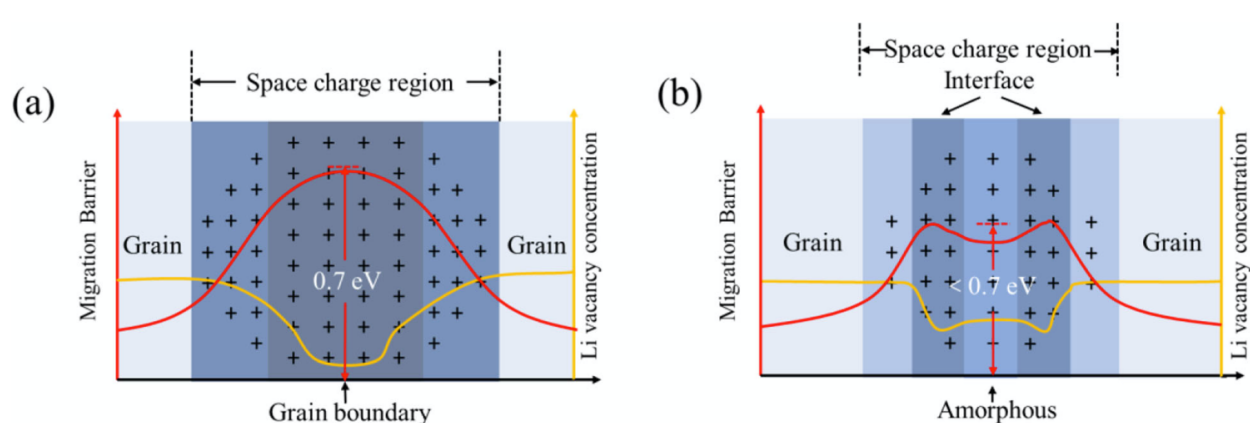 (a)
Space charge region
Migration Barrier
Grain
0.7 eV
Grain
Li vacancy concentration
Grain boundary
(b)
Space charge region
Interface
Migration Barrier
Grain
< 0.7 eV
Grain
Li vacancy concentration
Amorphous